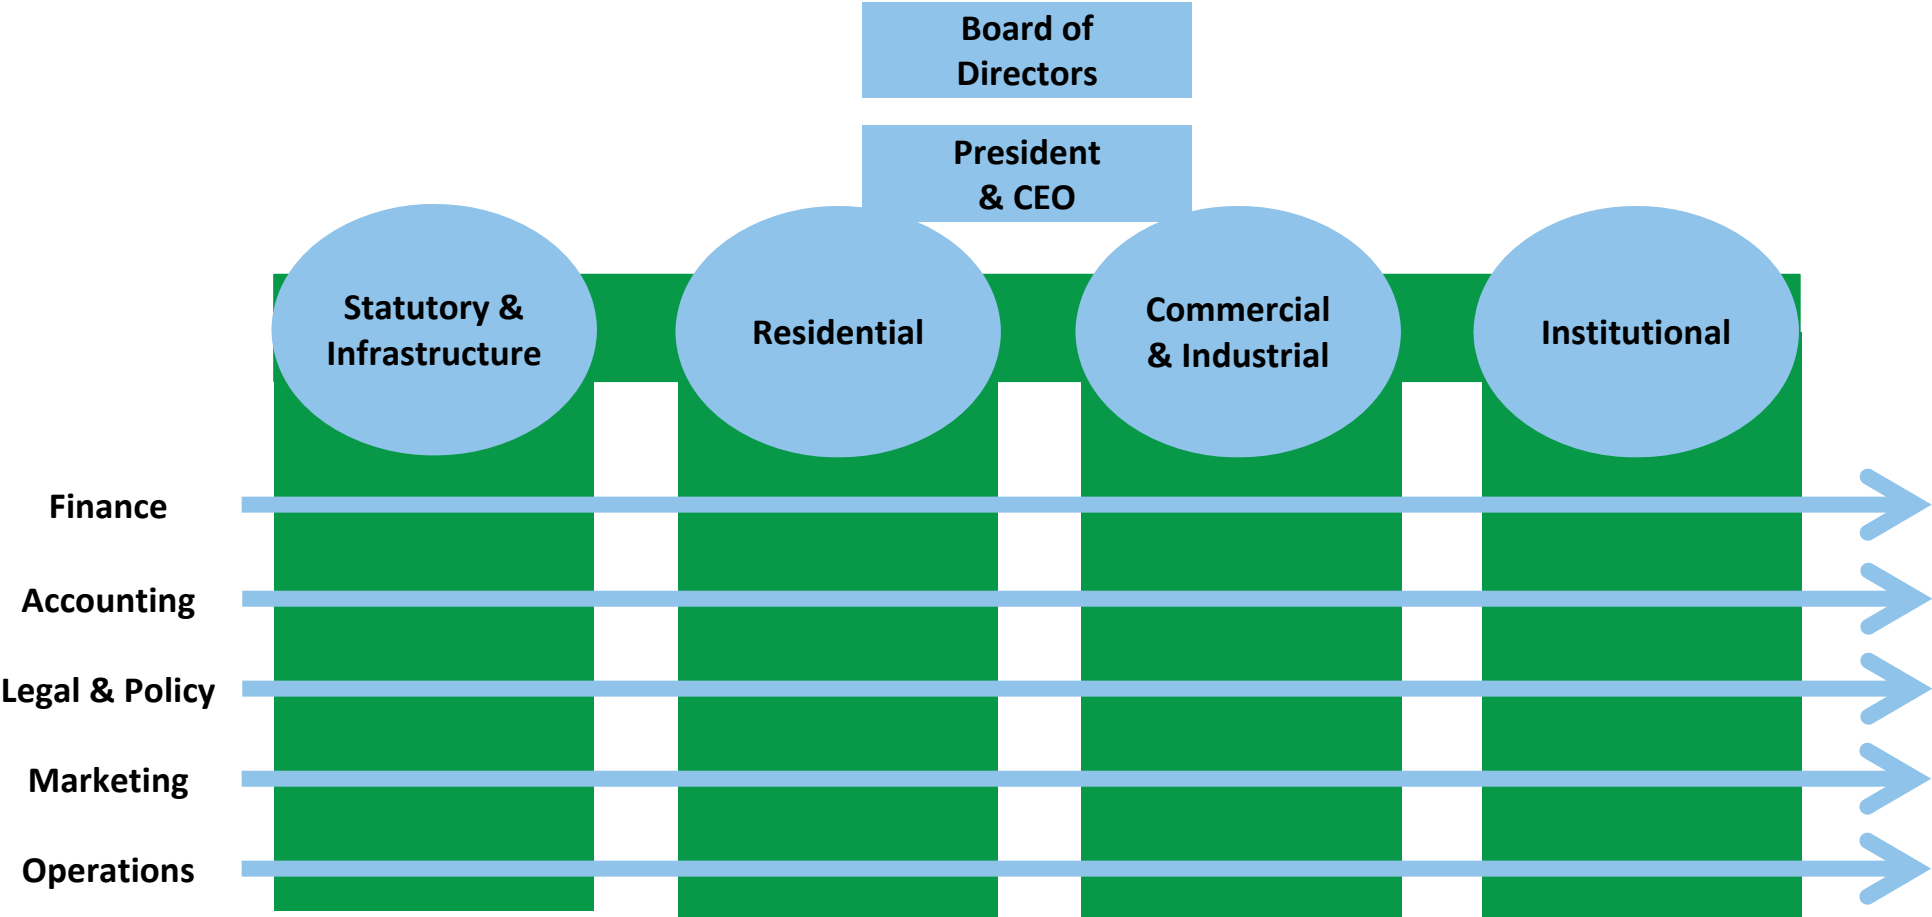 Board of
Directors
President
& CEO
Statutory &
Infrastructure
Residential
Commercial
& Industrial
Institutional
Finance
Accounting
Legal & Policy
Marketing
Operations